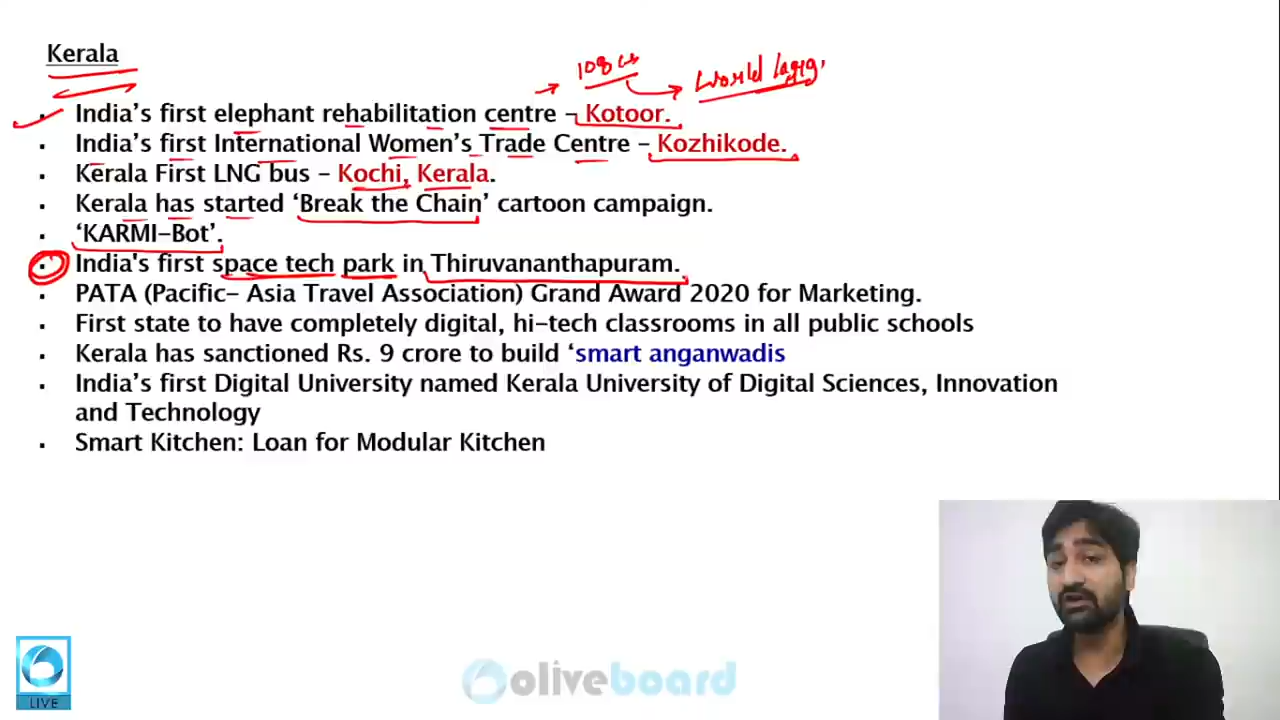 Kerala
108 cr
World largg.
▪ India’s first elephant rehabilitation centre – Kotoor.
▪ India’s first International Women’s Trade Centre – Kozhikode.
▪ Kerala First LNG bus – Kochi, Kerala.
▪ Kerala has started ‘Break the Chain’ cartoon campaign.
▪ ‘KARMI-Bot’.
▪ India's first space tech park in Thiruvananthapuram.
▪ PATA (Pacific- Asia Travel Association) Grand Award 2020 for Marketing.
▪ First state to have completely digital, hi-tech classrooms in all public schools
▪ Kerala has sanctioned Rs. 9 crore to build ‘smart anganwadis
▪ India’s first Digital University named Kerala University of Digital Sciences, Innovation
and Technology
▪ Smart Kitchen: Loan for Modular Kitchen
LIVE
oliveboard